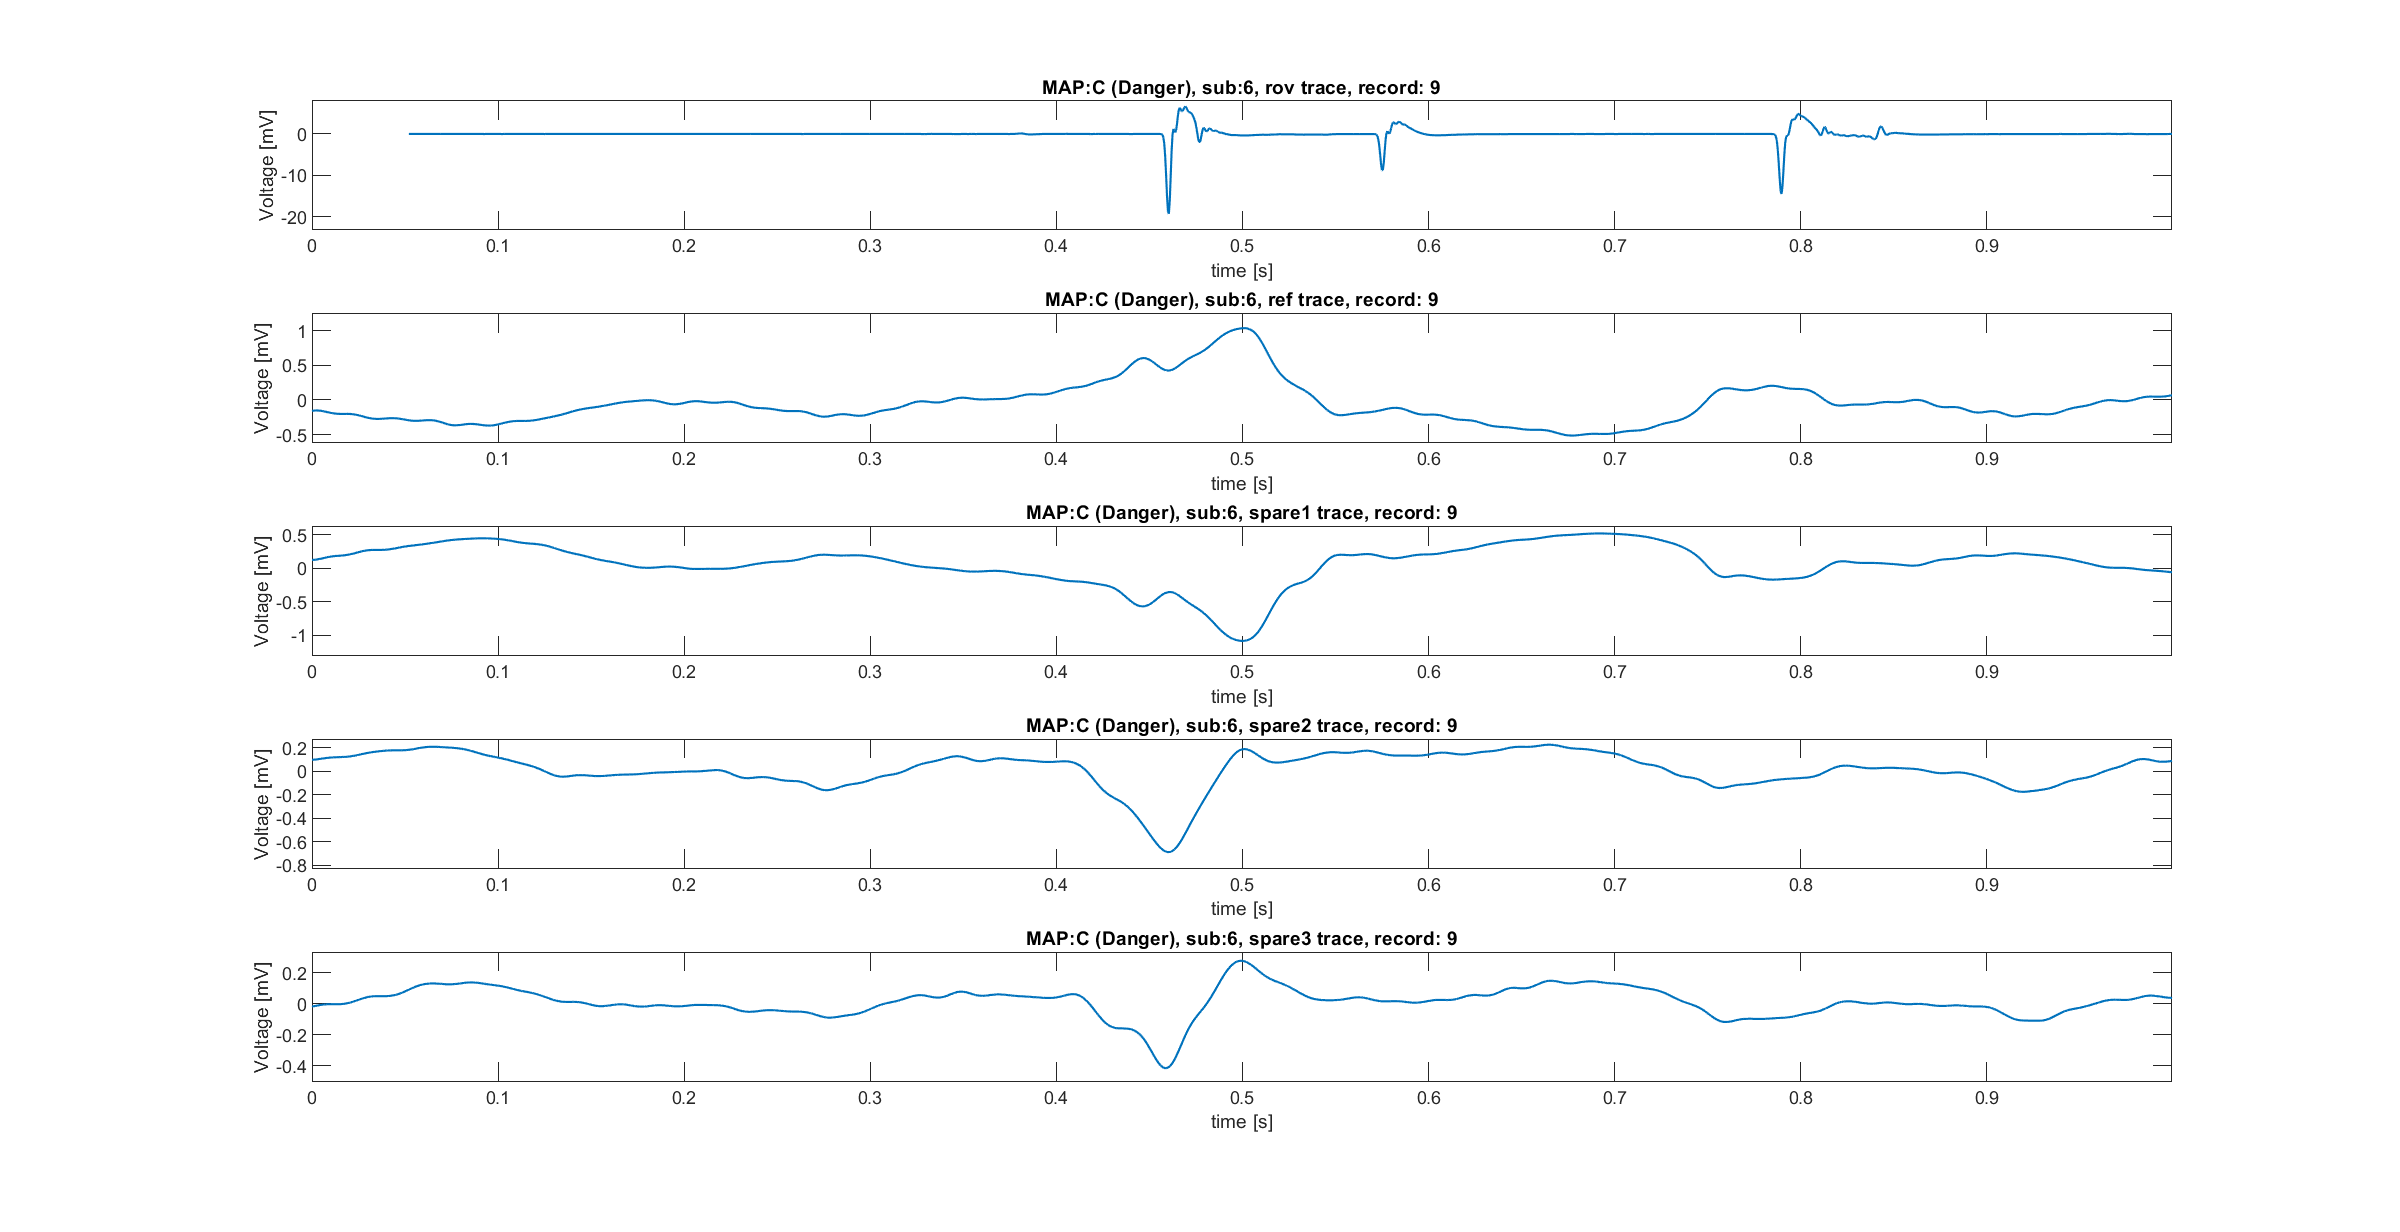 MAP:C (Danger), sub:6, rov trace, record: 9
Voltage [mV]
0
-10
-20
0 0.1 0.2 0.3 0.4 0.5 0.6 0.7 0.8 0.9
time [s]
MAP:C (Danger), sub:6, ref trace, record: 9
Voltage [mV]
1
0.5
0
-0.5
0 0.1 0.2 0.3 0.4 0.5 0.6 0.7 0.8 0.9
time [s]
MAP:C (Danger), sub:6, spare1 trace, record: 9
Voltage [mV]
0.5
0
-0.5
-1
0 0.1 0.2 0.3 0.4 0.5 0.6 0.7 0.8 0.9
time [s]
MAP:C (Danger), sub:6, spare2 trace, record: 9
Voltage [mV]
0.2
0
-0.2
-0.4
-0.6
-0.8
0 0.1 0.2 0.3 0.4 0.5 0.6 0.7 0.8 0.9
time [s]
MAP:C (Danger), sub:6, spare3 trace, record: 9
Voltage [mV]
0.2
0
-0.2
-0.4
0 0.1 0.2 0.3 0.4 0.5 0.6 0.7 0.8 0.9
time [s]